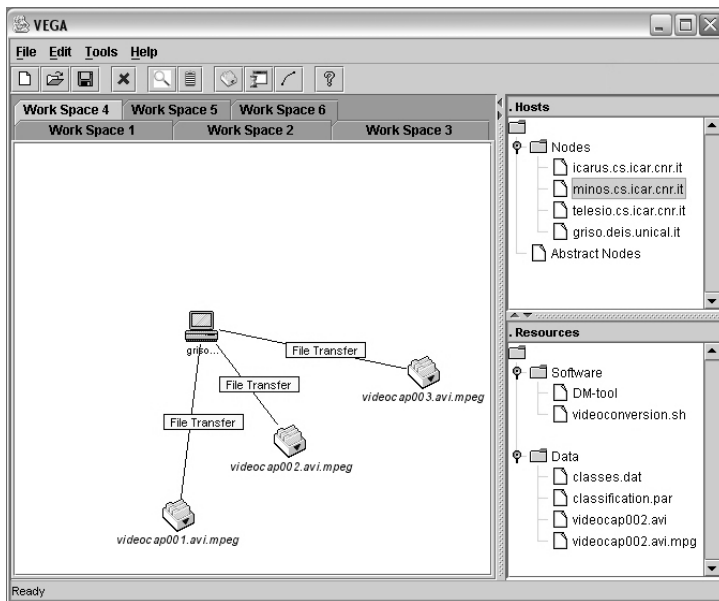 VEGA
File Edit Tools Help
Work Space 4 Work Space 5 Work Space 6
Work Space 1 Work Space 2 Work Space 3
griso...
File Transfer
File Transfer
File Transfer
videocap003.avi.mpeg
videocap002.avi.mpeg
videocap001.avi.mpeg
. Hosts
Nodes
icarus.cs.icar.cnr.it
minos.cs.icar.cnr.it
telesio.cs.icar.cnr.it
griso.deis.unical.it
Abstract Nodes
. Resources
Software
DM-tool
videoconversion.sh
Data
classes.dat
classification.par
videocap002.avi
videocap002.avi.mpg
Ready